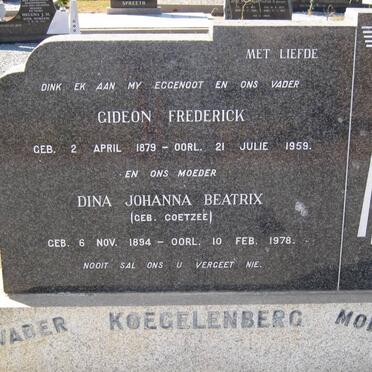 SPREETH
MET LIEFDE
DINK EK AAN MY EGGENOOT EN ONS VADER
GIDEON FREDERICK
GEB. 2 APRIL 1879 – OORL. 21 JULIE 1959.
EN ONS MOEDER
DINA JOHANNA BEATRIX
(GEB. COETZEE)
GEB. 6 NOV. 1894 – OORL. 10 FEB. 1978.
NOOIT SAL ONS U VERGEET NIE.
VADER KOEGELENBERG MOE